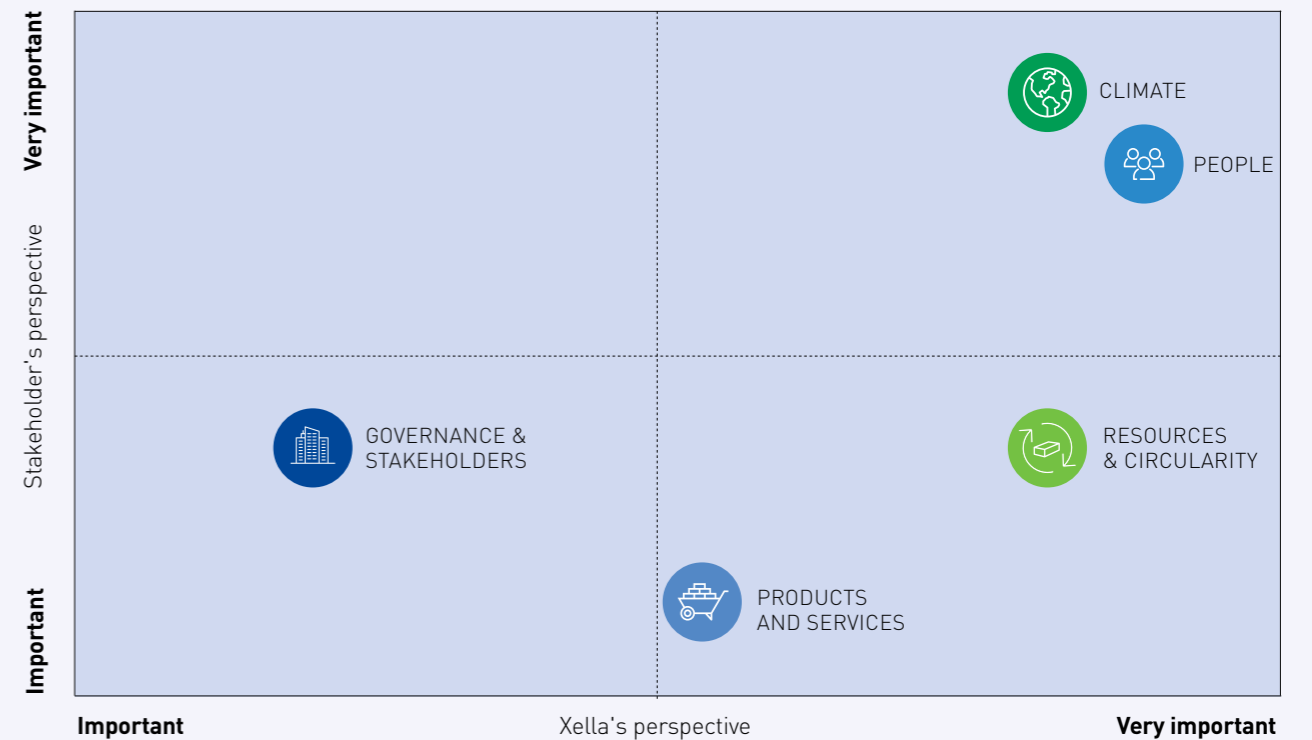 Very important
Stakeholder's perspective
Important
CLIMATE
PEOPLE
GOVERNANCE &
STAKEHOLDERS
RESOURCES
& CIRCULARITY
PRODUCTS
AND SERVICES
Important
Xella's perspective
Very important